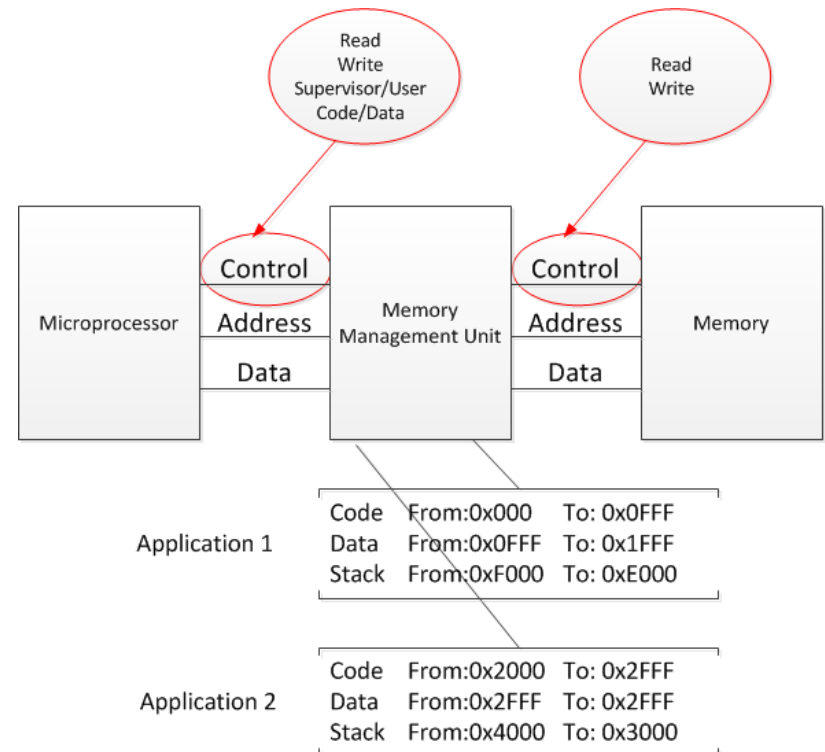 Read
Write
Supervisor/User
Code/Data
Read
Write
Control
Control
Microprocessor
Address
Memory
Management Unit
Address
Memory
Data
Data
Application 1
Code From:0x000 To: 0x0FFF
Data From:0x0FFF To: 0x1FFF
Stack From:0xF000 To: 0xE000
Application 2
Code From:0x2000 To: 0x2FFF
Data From:0x2FFF To: 0x2FFF
Stack From:0x4000 To: 0x3000